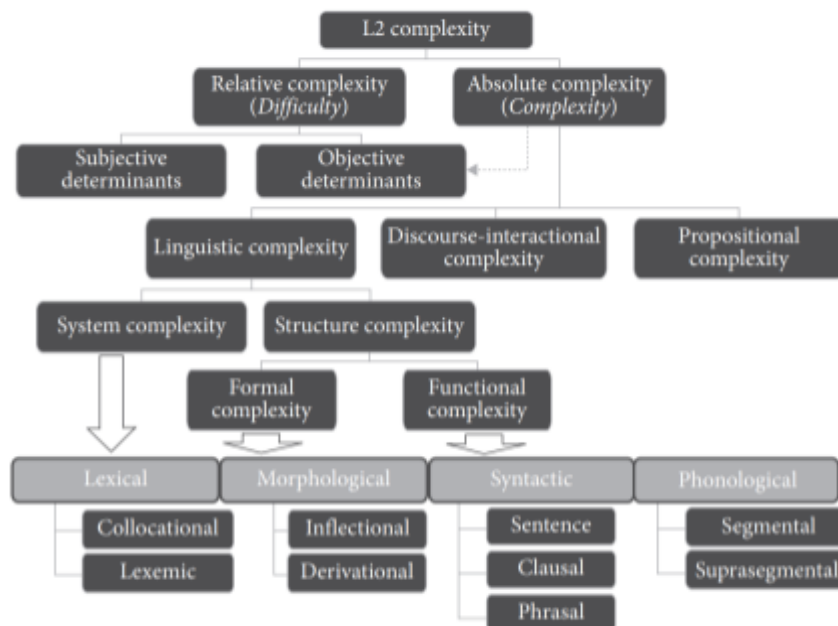 L2 complexity
Relative complexity
(Difficulty)
Absolute complexity
(Complexity)
Subjective
determinants
Objective
determinants
Linguistic complexity
Discourse-interactional
complexity
Propositional
complexity
System complexity
Structure complexity
Formal
complexity
Functional
complexity
Lexical
Morphological
Syntactic
Phonological
Collocational
Inflectional
Sentence
Segmental
Lexemic
Derivational
Clausal
Suprasegmental
Phrasal